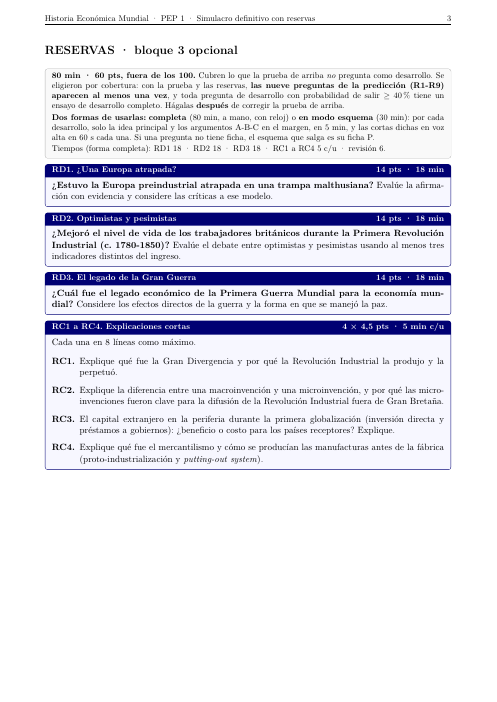 Historia Económica Mundial · PEP 1 · Simulacro definitivo con reservas 3
RESERVAS · bloque 3 opcional
80 min · 60 pts, fuera de los 100. Cubren lo que la prueba de arriba no pregunta como desarrollo. Se
eligieron por cobertura: con la prueba y las reservas, las nueve preguntas de la predicción (R1-R9)
aparecen al menos una vez, y toda pregunta de desarrollo con probabilidad de salir ≥ 40 % tiene un
ensayo de desarrollo completo. Hágalas después de corregir la prueba de arriba.
Dos formas de usarlas: completa (80 min, a mano, con reloj) o en modo esquema (30 min): por cada
desarrollo, solo la idea principal y los argumentos A-B-C en el margen, en 5 min, y las cortas dichas en voz
alta en 60 s cada una. Si una pregunta no tiene ficha, el esquema que salga es su ficha P.
Tiempos (forma completa): RD1 18 · RD2 18 · RD3 18 · RC1 a RC4 5 c/u · revisión 6.
RD1. ¿Una Europa atrapada? 14 pts · 18 min
¿Estuvo la Europa preindustrial atrapada en una trampa malthusiana? Evalúe la afirma-
ción con evidencia y considere las críticas a ese modelo.
RD2. Optimistas y pesimistas 14 pts · 18 min
¿Mejoró el nivel de vida de los trabajadores británicos durante la Primera Revolución
Industrial (c. 1780-1850)? Evalúe el debate entre optimistas y pesimistas usando al menos tres
indicadores distintos del ingreso.
RD3. El legado de la Gran Guerra 14 pts · 18 min
¿Cuál fue el legado económico de la Primera Guerra Mundial para la economía mun-
dial? Considere los efectos directos de la guerra y la forma en que se manejó la paz.
RC1 a RC4. Explicaciones cortas 4 × 4,5 pts · 5 min c/u
Cada una en 8 líneas como máximo.
RC1. Explique qué fue la Gran Divergencia y por qué la Revolución Industrial la produjo y la
perpetuó.
RC2. Explique la diferencia entre una macroinvención y una microinvención, y por qué las micro-
invenciones fueron clave para la difusión de la Revolución Industrial fuera de Gran Bretaña.
RC3. El capital extranjero en la periferia durante la primera globalización (inversión directa y
préstamos a gobiernos): ¿beneficio o costo para los países receptores? Explique.
RC4. Explique qué fue el mercantilismo y cómo se producían las manufacturas antes de la fábrica
(proto-industrialización y putting-out system).